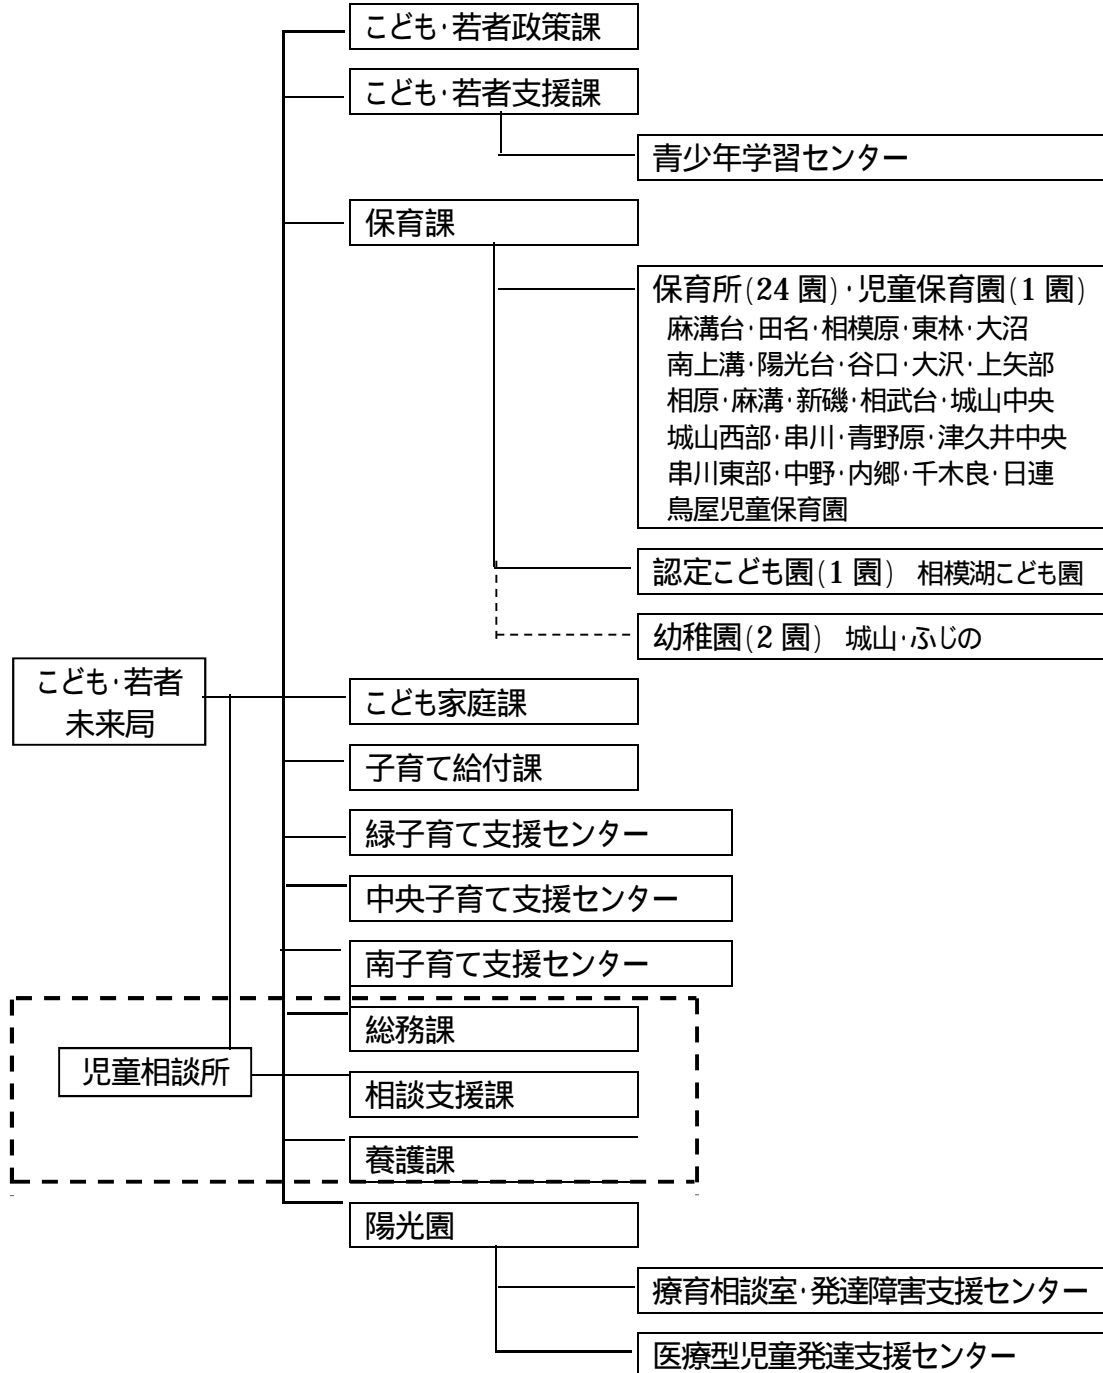 こども・若者政策課
こども・若者支援課
青少年学習センター
保育課
保育所(24 園)・児童保育園(1 園)
麻溝台・田名・相模原・東林・大沼
南上溝・陽光台・谷口・大沢・上矢部
相原・麻溝・新磯・相武台・城山中央
城山西部・串川・青野原・津久井中央
串川東部・中野・内郷・千木良・日連
鳥屋児童保育園
認定こども園(1 園) 相模湖こども園
幼稚園(2 園) 城山・ふじの
こども・若者
未来局
こども家庭課
子育て給付課
緑子育て支援センター
中央子育て支援センター
南子育て支援センター
総務課
児童相談所
相談支援課
養護課
陽光園
療育相談室・発達障害支援センター
医療型児童発達支援センター